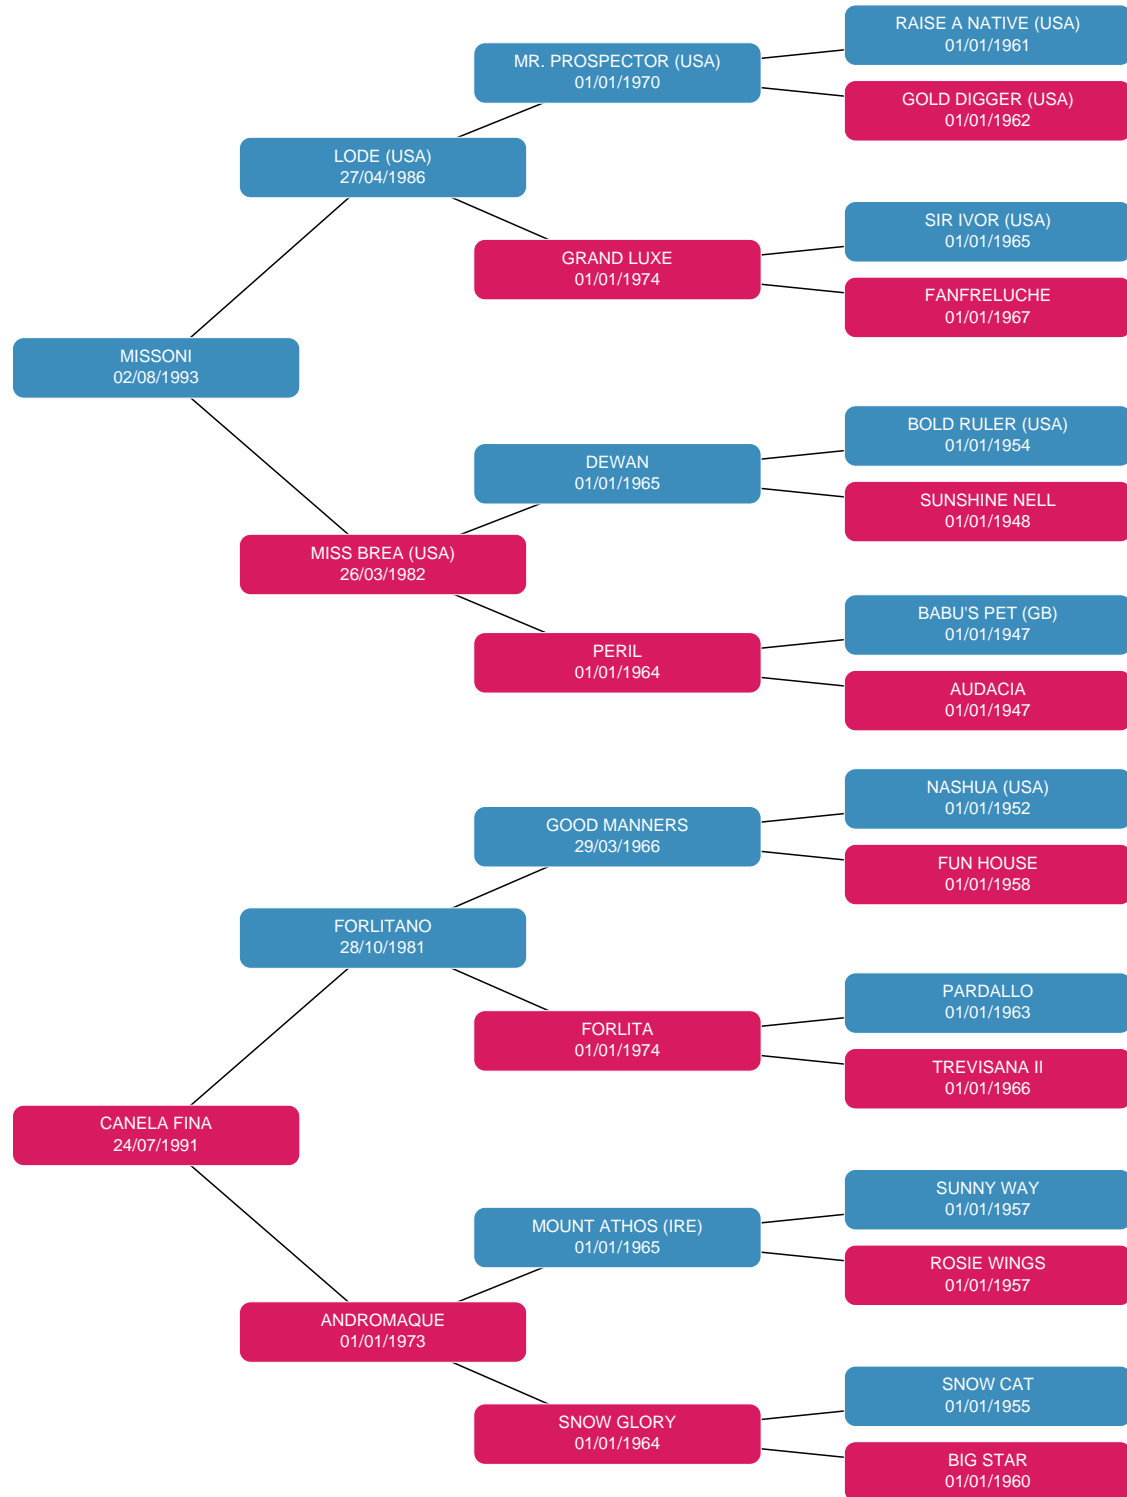 RAISE A NATIVE (USA)
01/01/1961
MR. PROSPECTOR (USA)
01/01/1970
GOLD DIGGER (USA)
01/01/1962
LODE (USA)
27/04/1986
SIR IVOR (USA)
01/01/1965
GRAND LUXE
01/01/1974
FANFRELUCHE
01/01/1967
MISSONI
02/08/1993
BOLD RULER (USA)
01/01/1954
DEWAN
01/01/1965
SUNSHINE NELL
01/01/1948
MISS BREA (USA)
26/03/1982
BABU'S PET (GB)
01/01/1947
PERIL
01/01/1964
AUDACIA
01/01/1947
NASHUA (USA)
01/01/1952
GOOD MANNERS
29/03/1966
FUN HOUSE
01/01/1958
FORLITANO
28/10/1981
PARDALLO
01/01/1963
FORLITA
01/01/1974
TREVISANA II
01/01/1966
CANELA FINA
24/07/1991
SUNNY WAY
01/01/1957
MOUNT ATHOS (IRE)
01/01/1965
ROSIE WINGS
01/01/1957
ANDROMAQUE
01/01/1973
SNOW CAT
01/01/1955
SNOW GLORY
01/01/1964
BIG STAR
01/01/1960